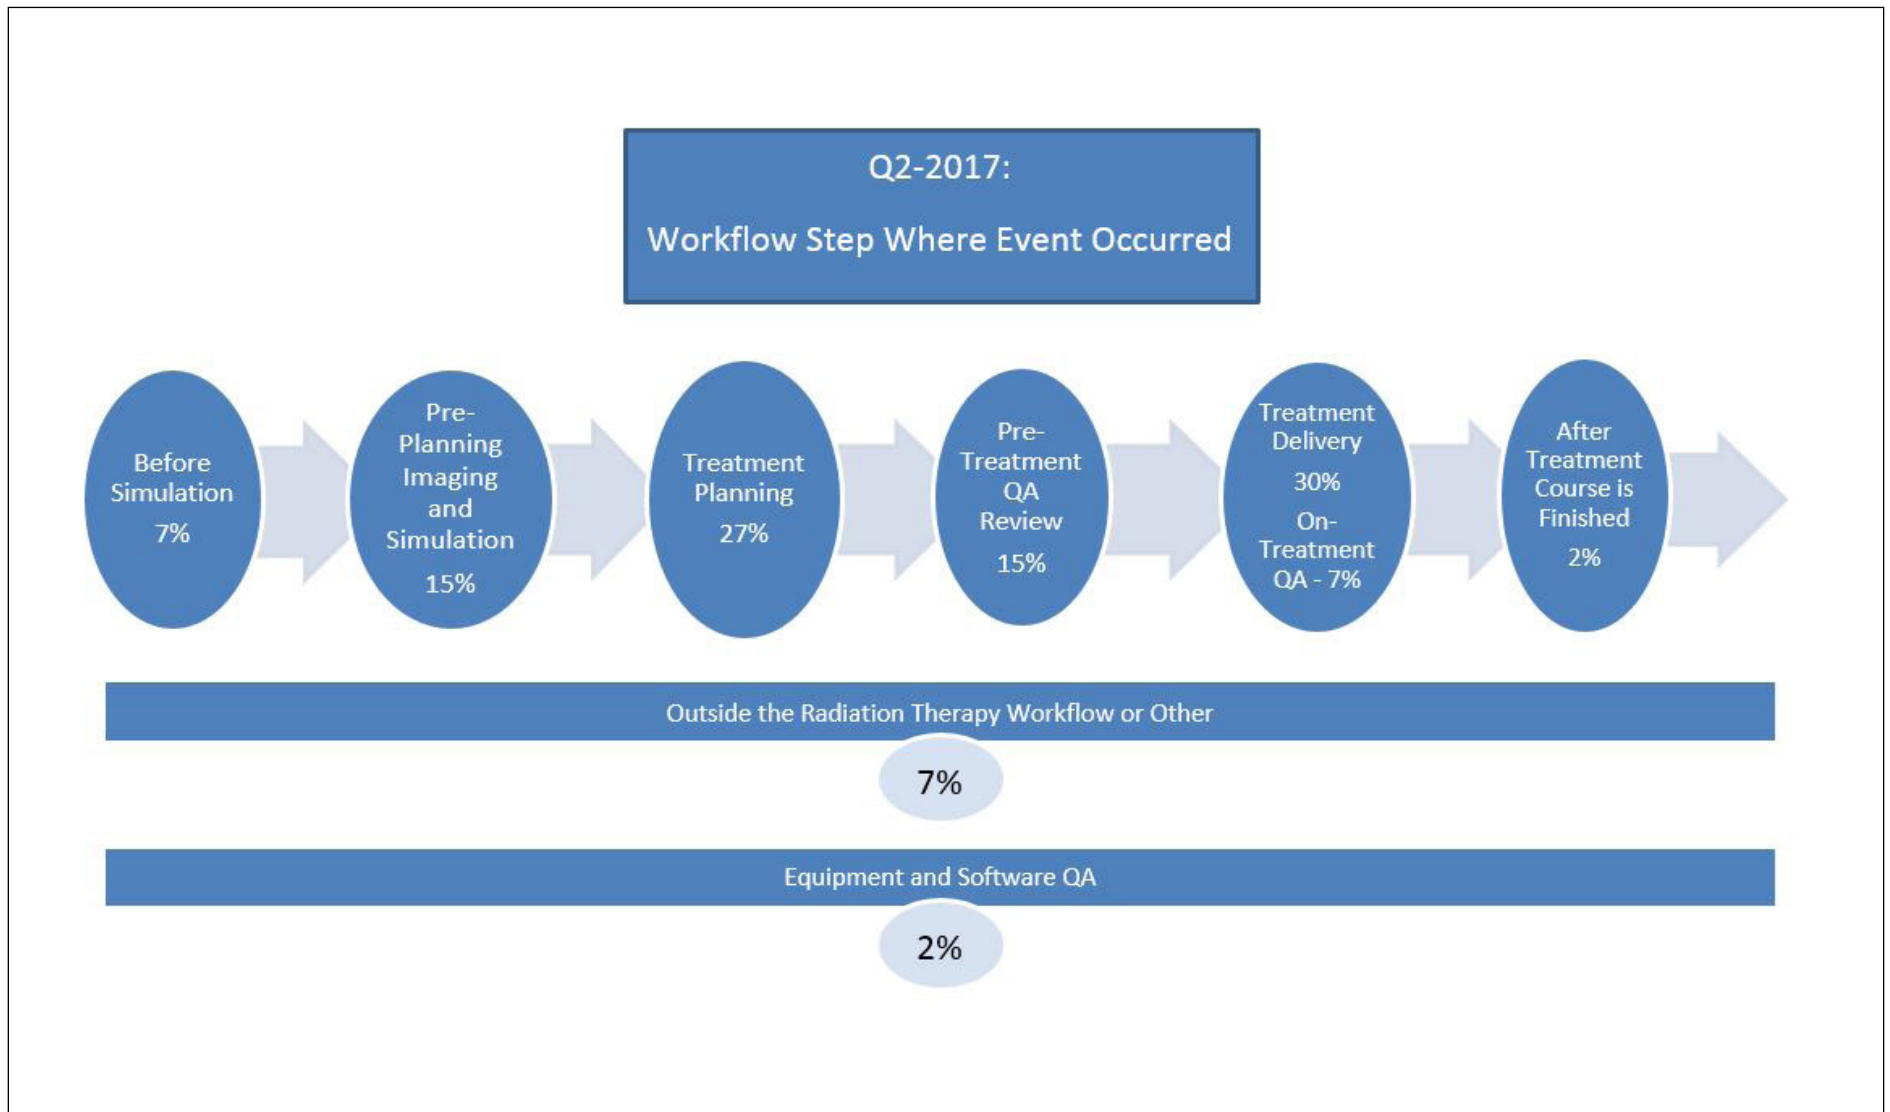 Q2-2017:
Workflow Step Where Event Occurred
Before
Simulation
7%
Pre-
Planning
Imaging
and
Simulation
15%
Treatment
Planning
27%
Pre-
Treatment
QA
Review
15%
Treatment
Delivery
30%
On-
Treatment
QA - 7%
After
Treatment
Course is
Finished
2%
Outside the Radiation Therapy Workflow or Other
7%
Equipment and Software QA
2%